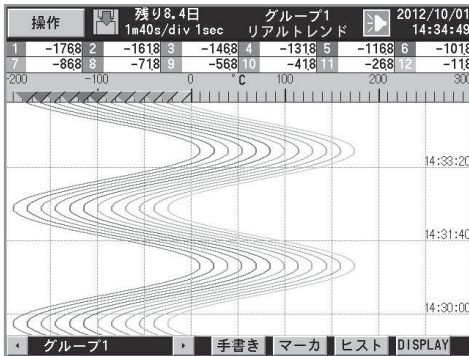 操作 残り8.4日 グループ1 2012/10/01
1m40s/div 1sec リアルトレンド 14:34:49
1 -1768 2 -1618 3 -1468 4 -1318 5 -1168 6 -1018
7 -868 8 -718 9 -568 10 -418 11 -268 12 -118
-200 -100 0 °C 100 200 300
14:33:20
14:31:40
14:30:00
グループ1 手書き マーカ ヒスト DISPLAY